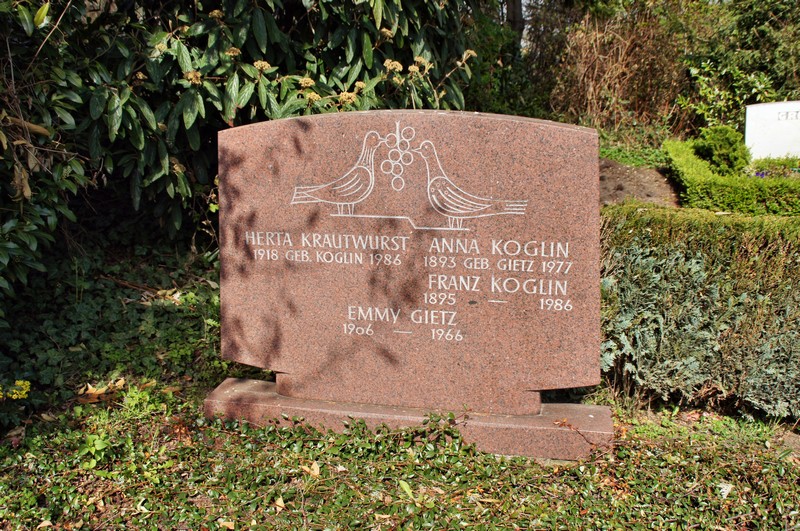 HERTA KRAUTWURST
1918 GEB. KOGLIN 1986
ANNA KOGLIN
1893 GEB GIETZ 1977
FRANZ KOGLIN
1895 — 1986
EMMY GIETZ
1906 — 1966